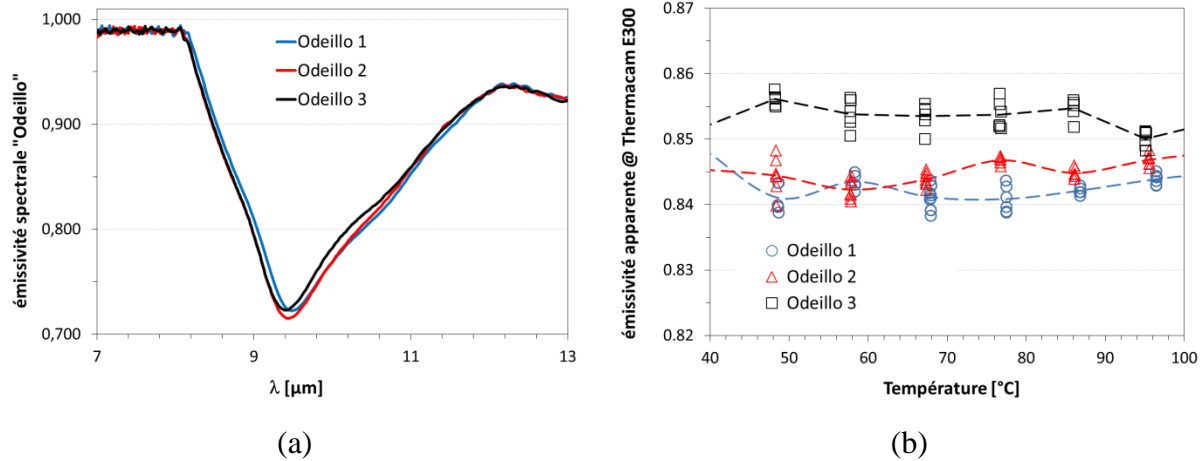 émissivité spectrale "Odeillo"
1,000
0,900
0,800
0,700
7
9
11
13
λ [µm]
Odeillo 1
Odeillo 2
Odeillo 3
(a)
émissivité apparente @ Thermacam E300
0.86
0.85
0.84
0.83
0.82
40
50
60
70
80
90
100
Température [°C]
Odeillo 1
Odeillo 2
Odeillo 3
(b)